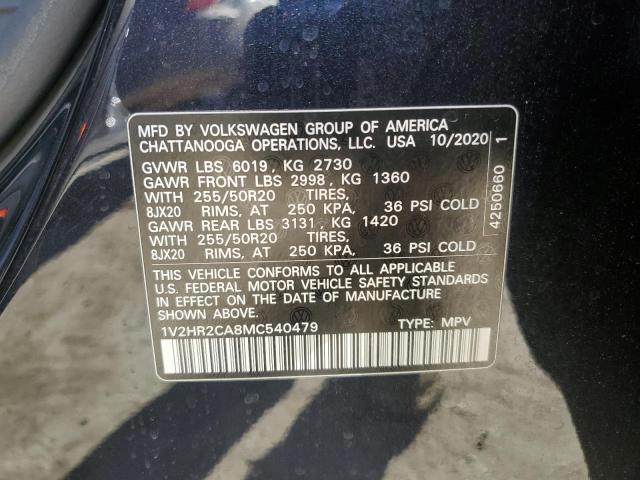 MFD BY VOLKSWAGEN GROUP OF AMERICA
CHATTANOOGA OPERATIONS, LLC. USA 10/2020 1
GVWR LBS 6019, KG 2730
GAWR FRONT LBS 2998, KG 1360
WITH 255/50R20 TIRES,
8JX20 RIMS, AT 250 KPA, 36 PSI COLD
GAWR REAR LBS 3131, KG 1420
WITH 255/50R20 TIRES,
8JX20 RIMS, AT 250 KPA, 36 PSI COLD
THIS VEHICLE CONFORMS TO ALL APPLICABLE
U.S. FEDERAL MOTOR VEHICLE SAFETY STANDARDS
IN EFFECT ON THE DATE OF MANUFACTURE
SHOWN ABOVE.
1V2HR2CA8MC540479 TYPE: MPV
4250660